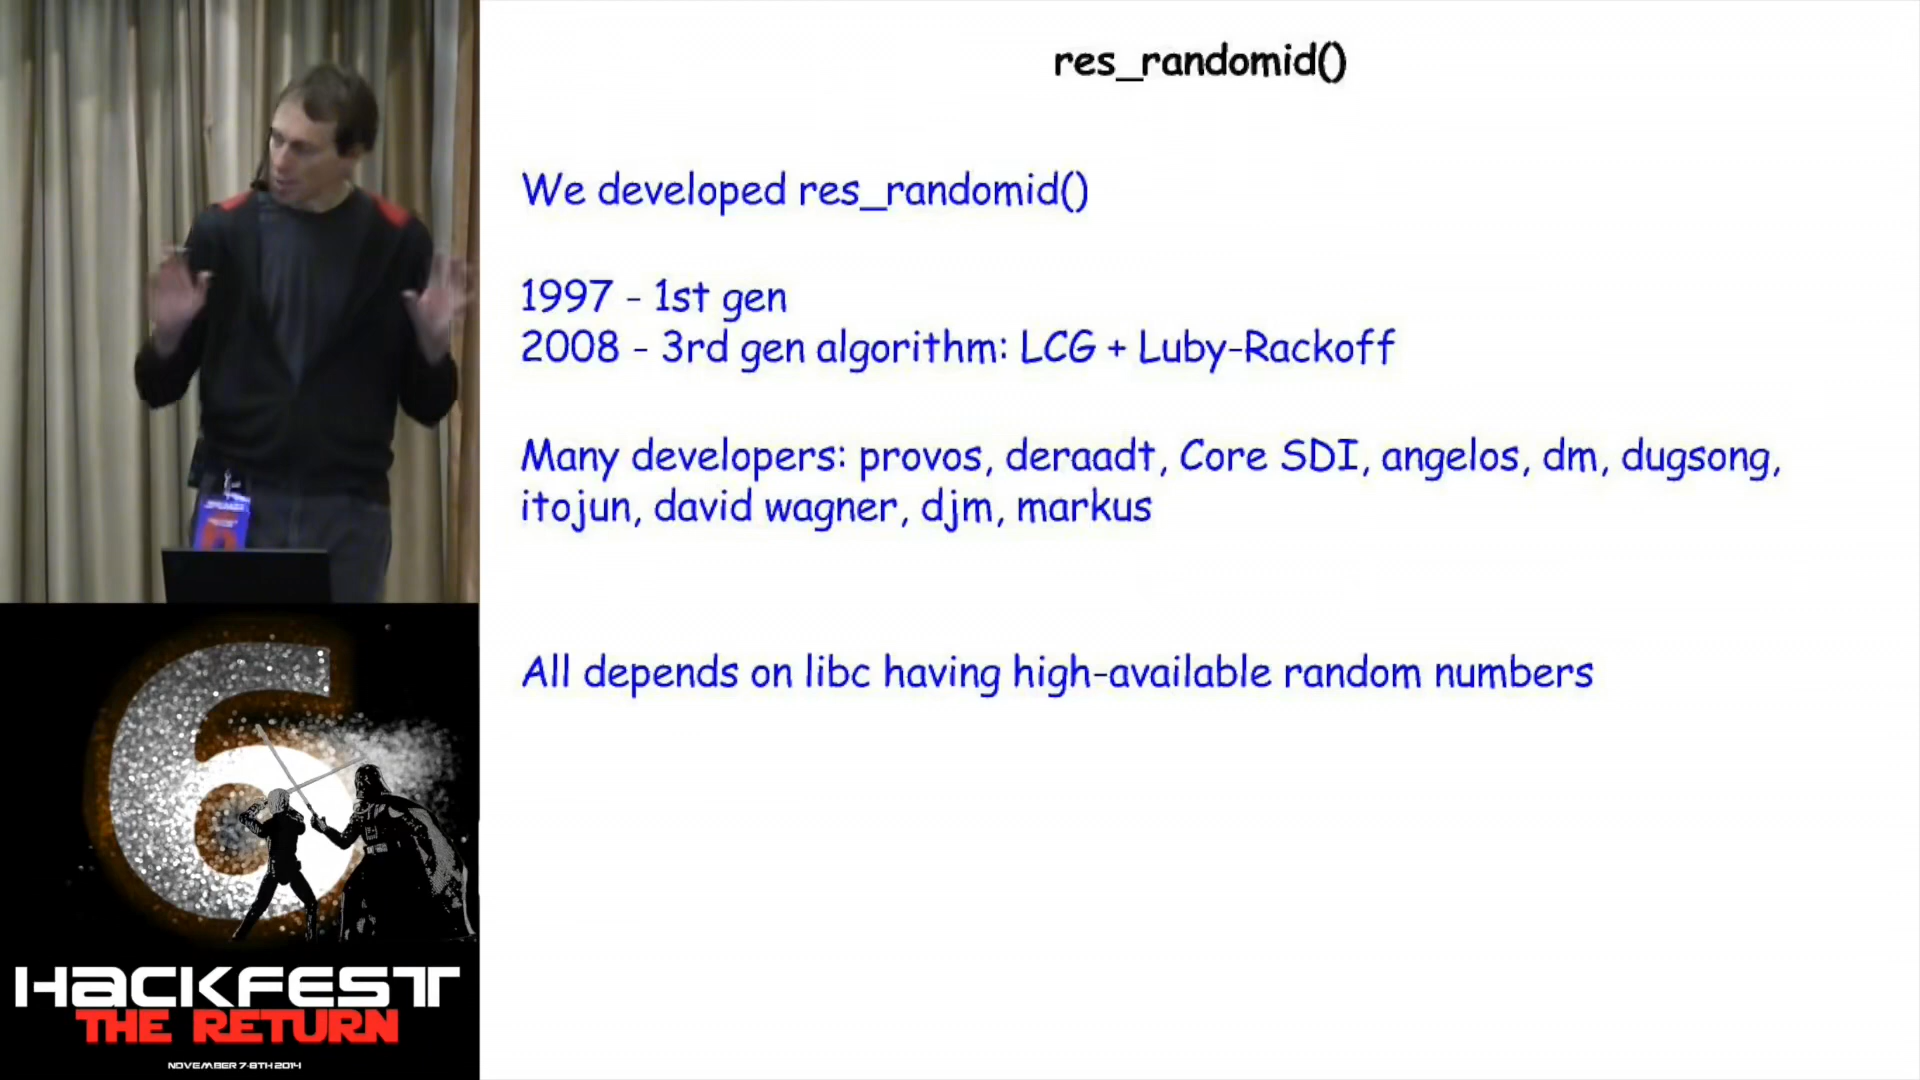 res_randomid()
We developed res_randomid()
1997 - 1st gen
2008 - 3rd gen algorithm: LCG + Luby-Rackoff
Many developers: provos, deraadt, Core SDI, angelos, dm, dugsong,
itojun, david wagner, djm, markus
All depends on libc having high-available random numbers
6
HACKFEST
THE RETURN
NOVEMBER 7-8TH 2014